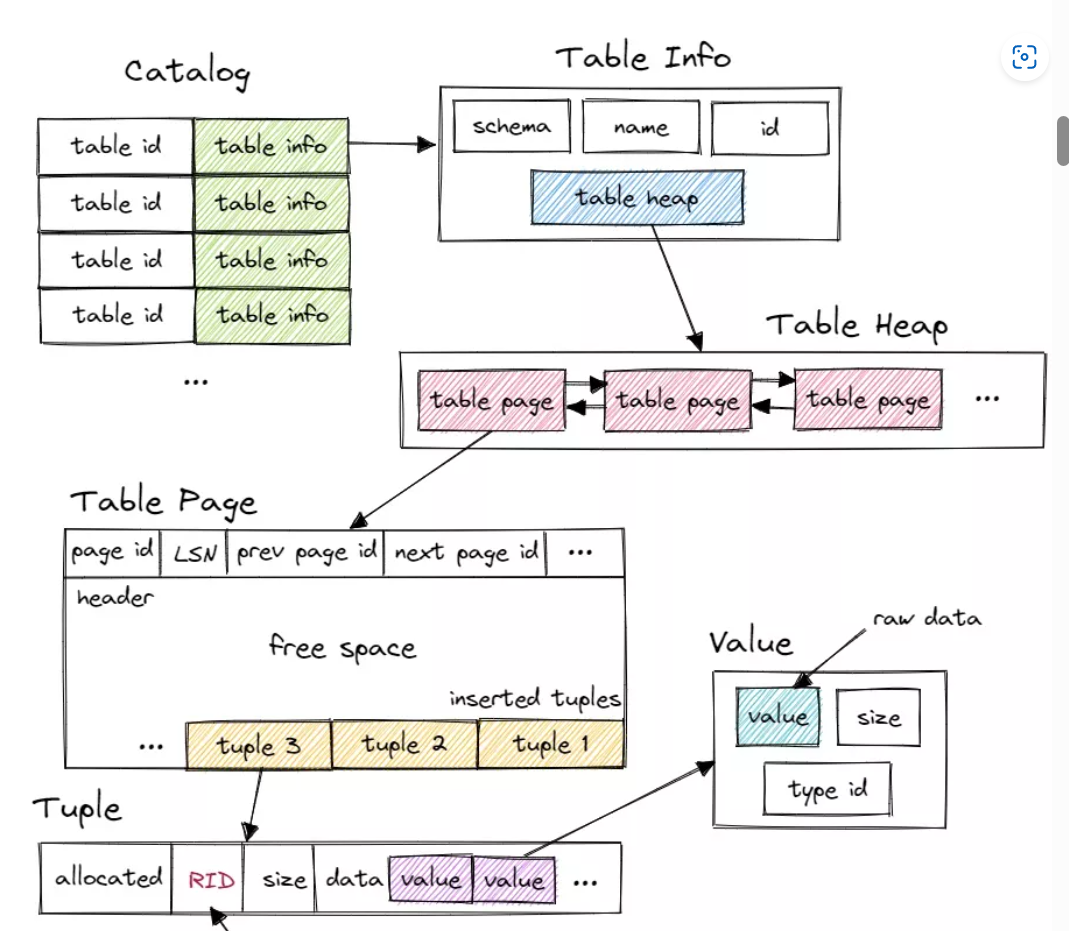 Catalog
table id table info
table id table info
table id table info
table id table info
...
Table Info
schema name id
table heap
Table Heap
table page table page table page ...
Table Page
page id LSN prev page id next page id ...
header
free space
inserted tuples
... tuple 3 tuple 2 tuple 1
Value
raw data
value size
type id
Tuple
allocated RID size data value value ...